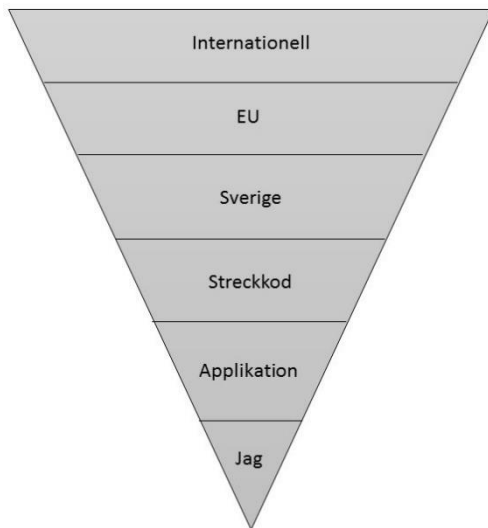 Internationell
EU
Sverige
Streckkod
Applikation
Jag